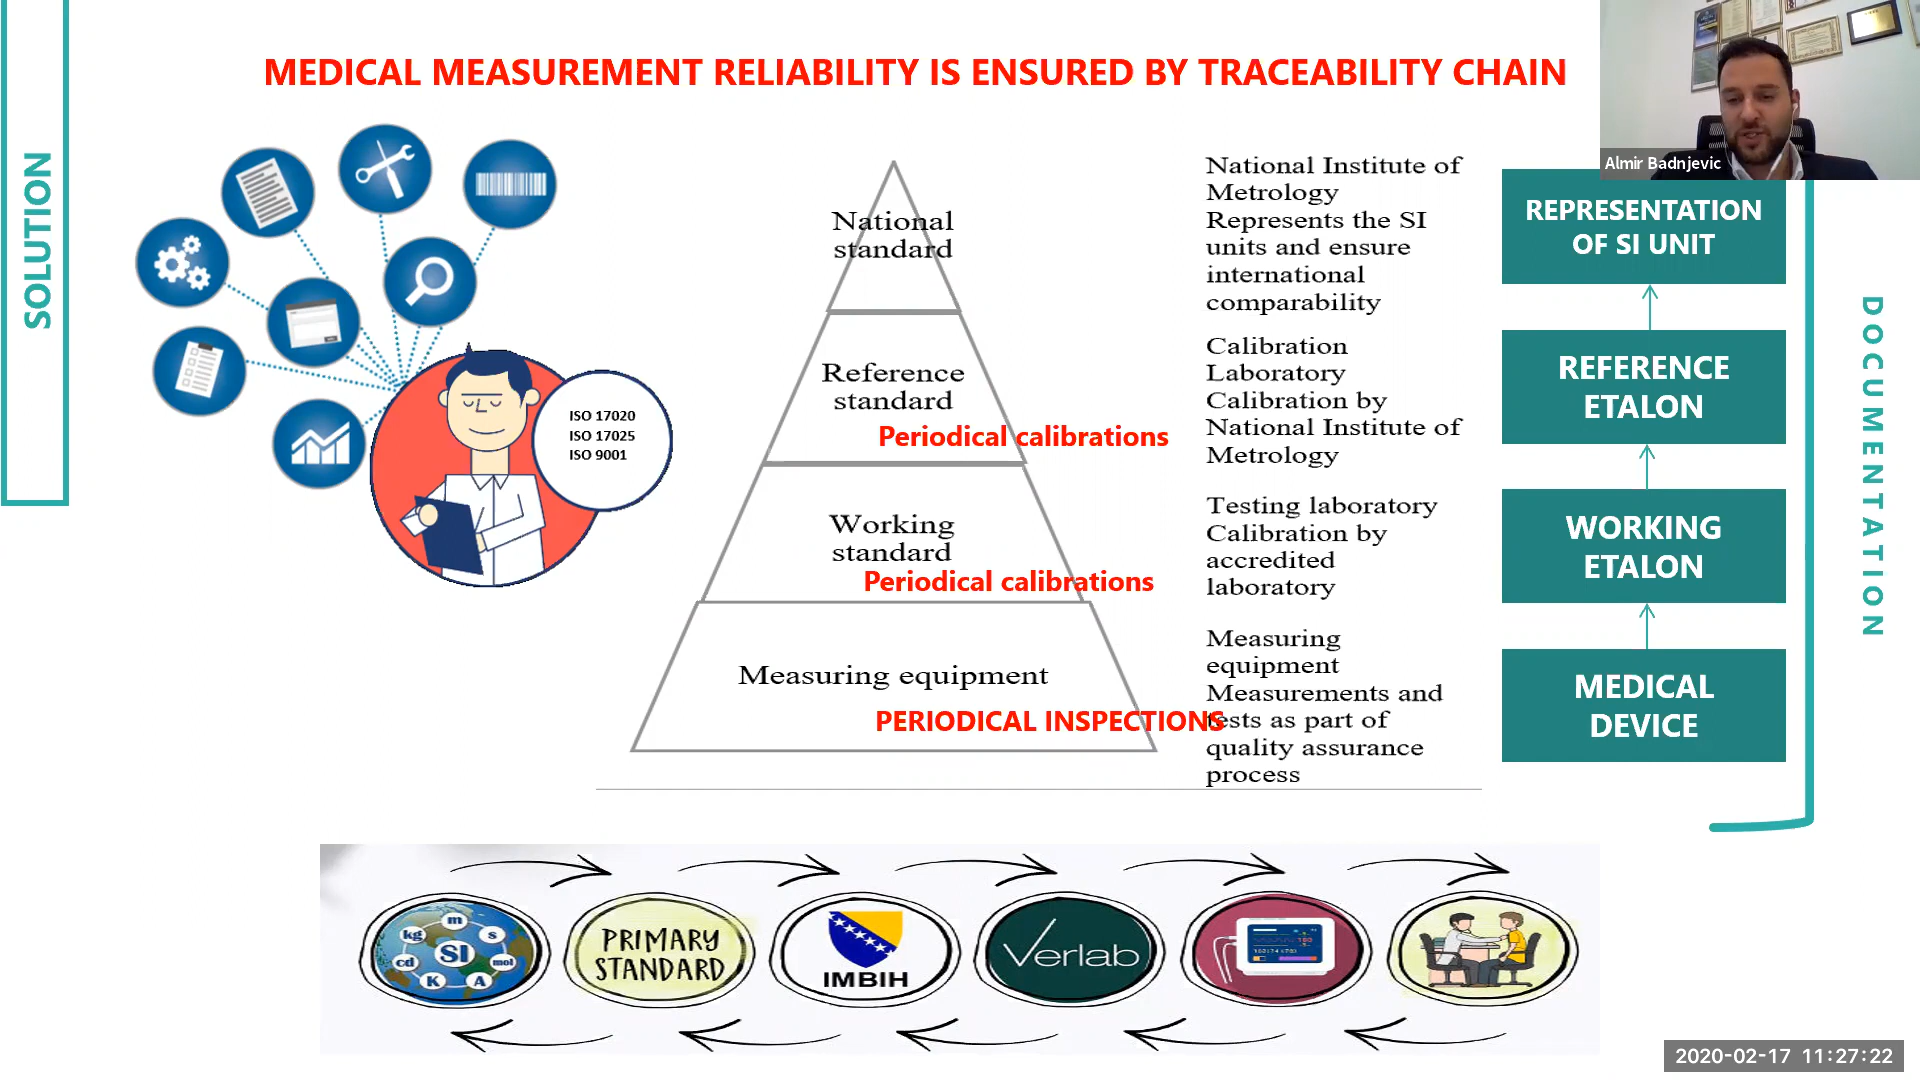 MEDICAL MEASUREMENT RELIABILITY IS ENSURED BY TRACEABILITY CHAIN
SOLUTION
Almir Badnjevic
ISO 17020
ISO 17025
ISO 9001
National
standard
Reference
standard
Periodical calibrations
Working
standard
Periodical calibrations
Measuring equipment
PERIODICAL INSPECTIONS
National Institute of
Metrology
Represents the SI
units and ensure
international
comparability
Calibration
Laboratory
Calibration by
National Institute of
Metrology
Testing laboratory
Calibration by
accredited
laboratory
Measuring
equipment
Measurements and
tests as part of
quality assurance
process
REPRESENTATION
OF SI UNIT
REFERENCE
ETALON
WORKING
ETALON
MEDICAL
DEVICE
DOCUMENTATION
m
kg
s
SI
cd
mol
K
A
PRIMARY
STANDARD
IMBIH
Verlab
2020-02-17 11:27:22